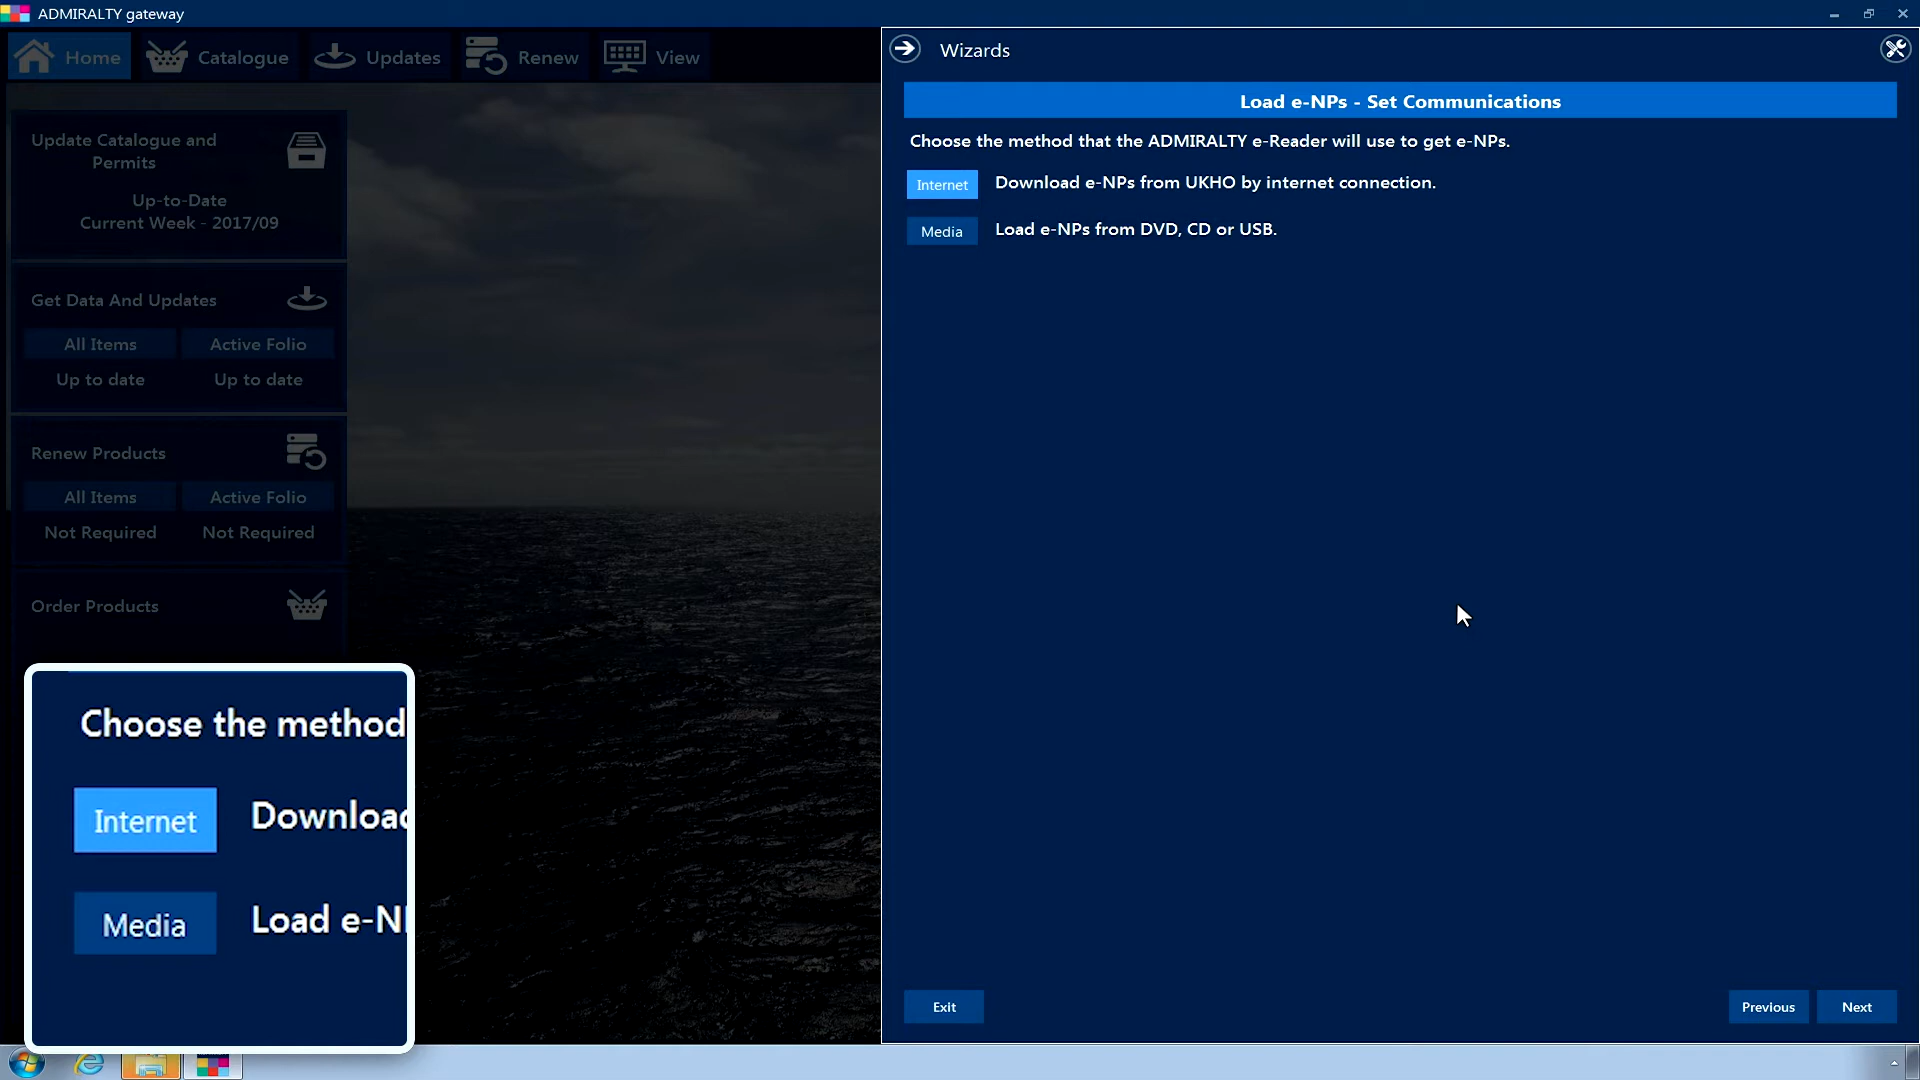 ADMIRALTY gateway
Home
Catalogue
Updates
Renew
View
Update Catalogue and
Permits
Up-to-Date
Current Week - 2017/09
Get Data And Updates
All Items
Active Folio
Up to date
Up to date
Renew Products
All Items
Active Folio
Not Required
Not Required
Order Products
Wizards
Load e-NPs - Set Communications
Choose the method that the ADMIRALTY e-Reader will use to get e-NPs.
Internet
Download e-NPs from UKHO by internet connection.
Media
Load e-NPs from DVD, CD or USB.
Exit
Previous
Next
Choose the method
Internet
Download
Media
Load e-NP